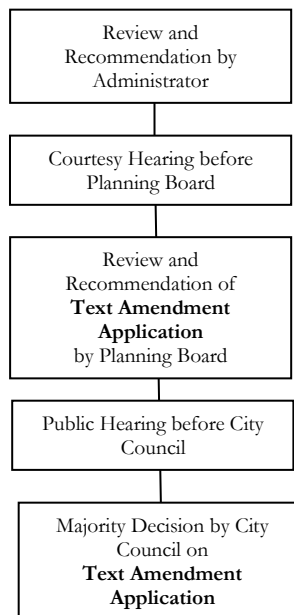 Review and
Recommendation by
Administrator
Courtesy Hearing before
Planning Board
Review and
Recommendation of
Text Amendment
Application
by Planning Board
Public Hearing before City
Council
Majority Decision by City
Council on
Text Amendment
Application